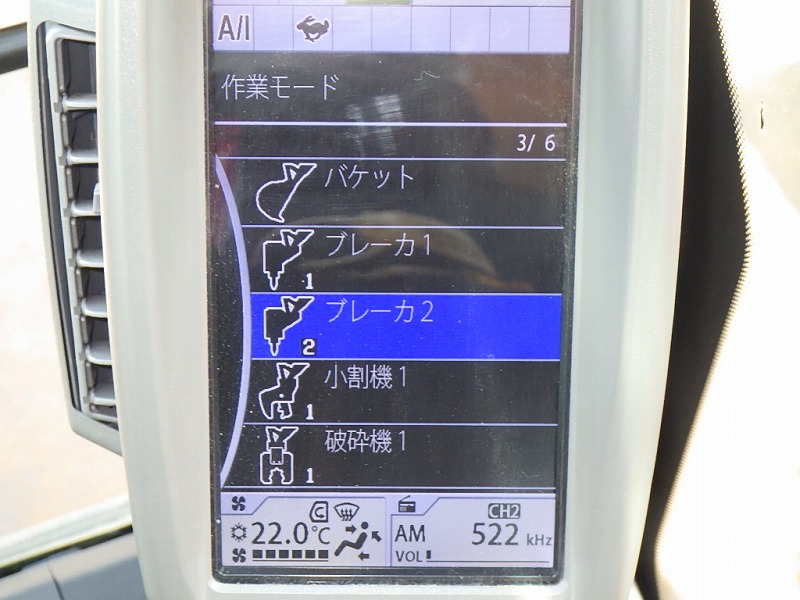 A/I
作業モード
3/ 6
バケット
ブレーカ1
1
ブレーカ2
2
小割機1
1
破砕機1
1
C
CH2
22.0℃
AM 522 kHz
VOL